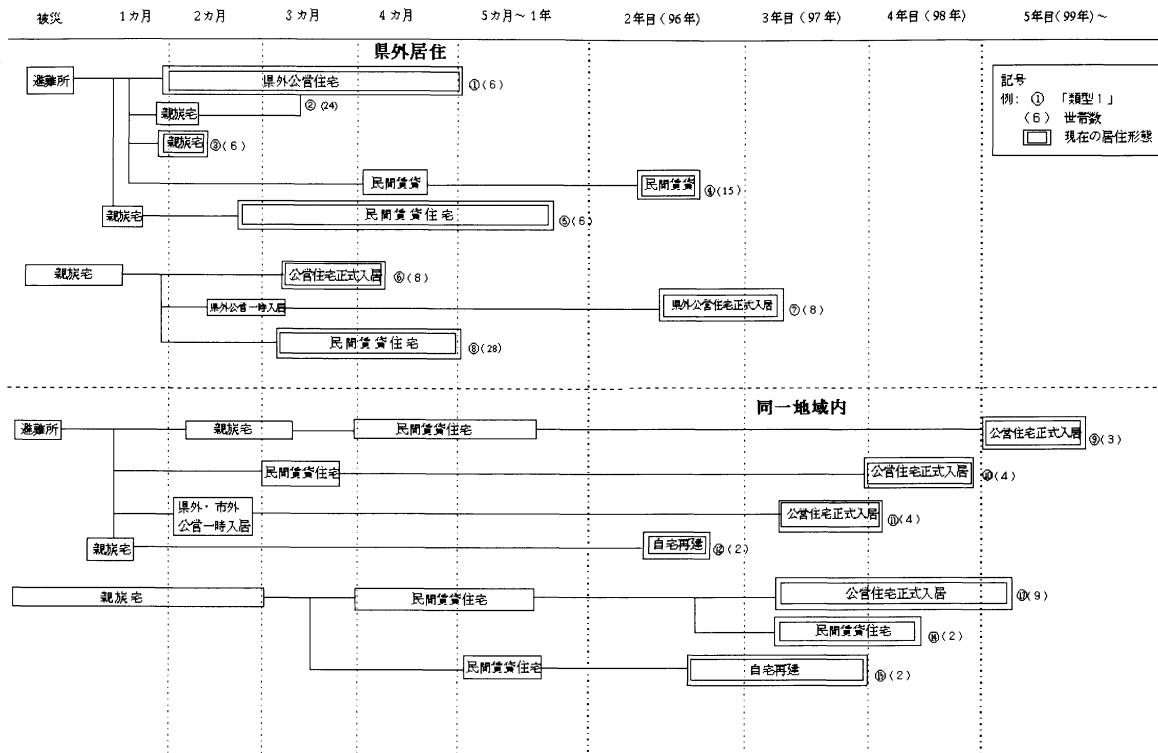 被災 1カ月 2カ月 3カ月 4カ月 5カ月~1年 2年目(96年) 3年目(97年) 4年目(98年) 5年目(99年)~
県外居住
避難所 県外公営住宅 ①(6)
親族宅 ②(24)
親族宅 ③(6)
民間賃貸 民間賃貸 ④(15)
親族宅 民間賃貸住宅 ⑤(6)
記号
例: ① 「類型1」
(6) 世帯数
現在の居住形態
親族宅 公営住宅正式入居 ⑥(8)
県外公営一時入居 県外公営住宅正式入居 ⑦(8)
民間賃貸住宅 ⑧(28)
同一地域内
避難所 親族宅 民間賃貸住宅 公営住宅正式入居 ⑨(3)
民間賃貸住宅 公営住宅正式入居 ⑩(4)
県外・市外
公営一時入居 公営住宅正式入居 ⑪(4)
親族宅 自宅再建 ⑫(2)
親族宅 民間賃貸住宅 公営住宅正式入居 ⑬(9)
民間賃貸住宅 ⑭(2)
民間賃貸住宅 自宅再建 ⑮(2)